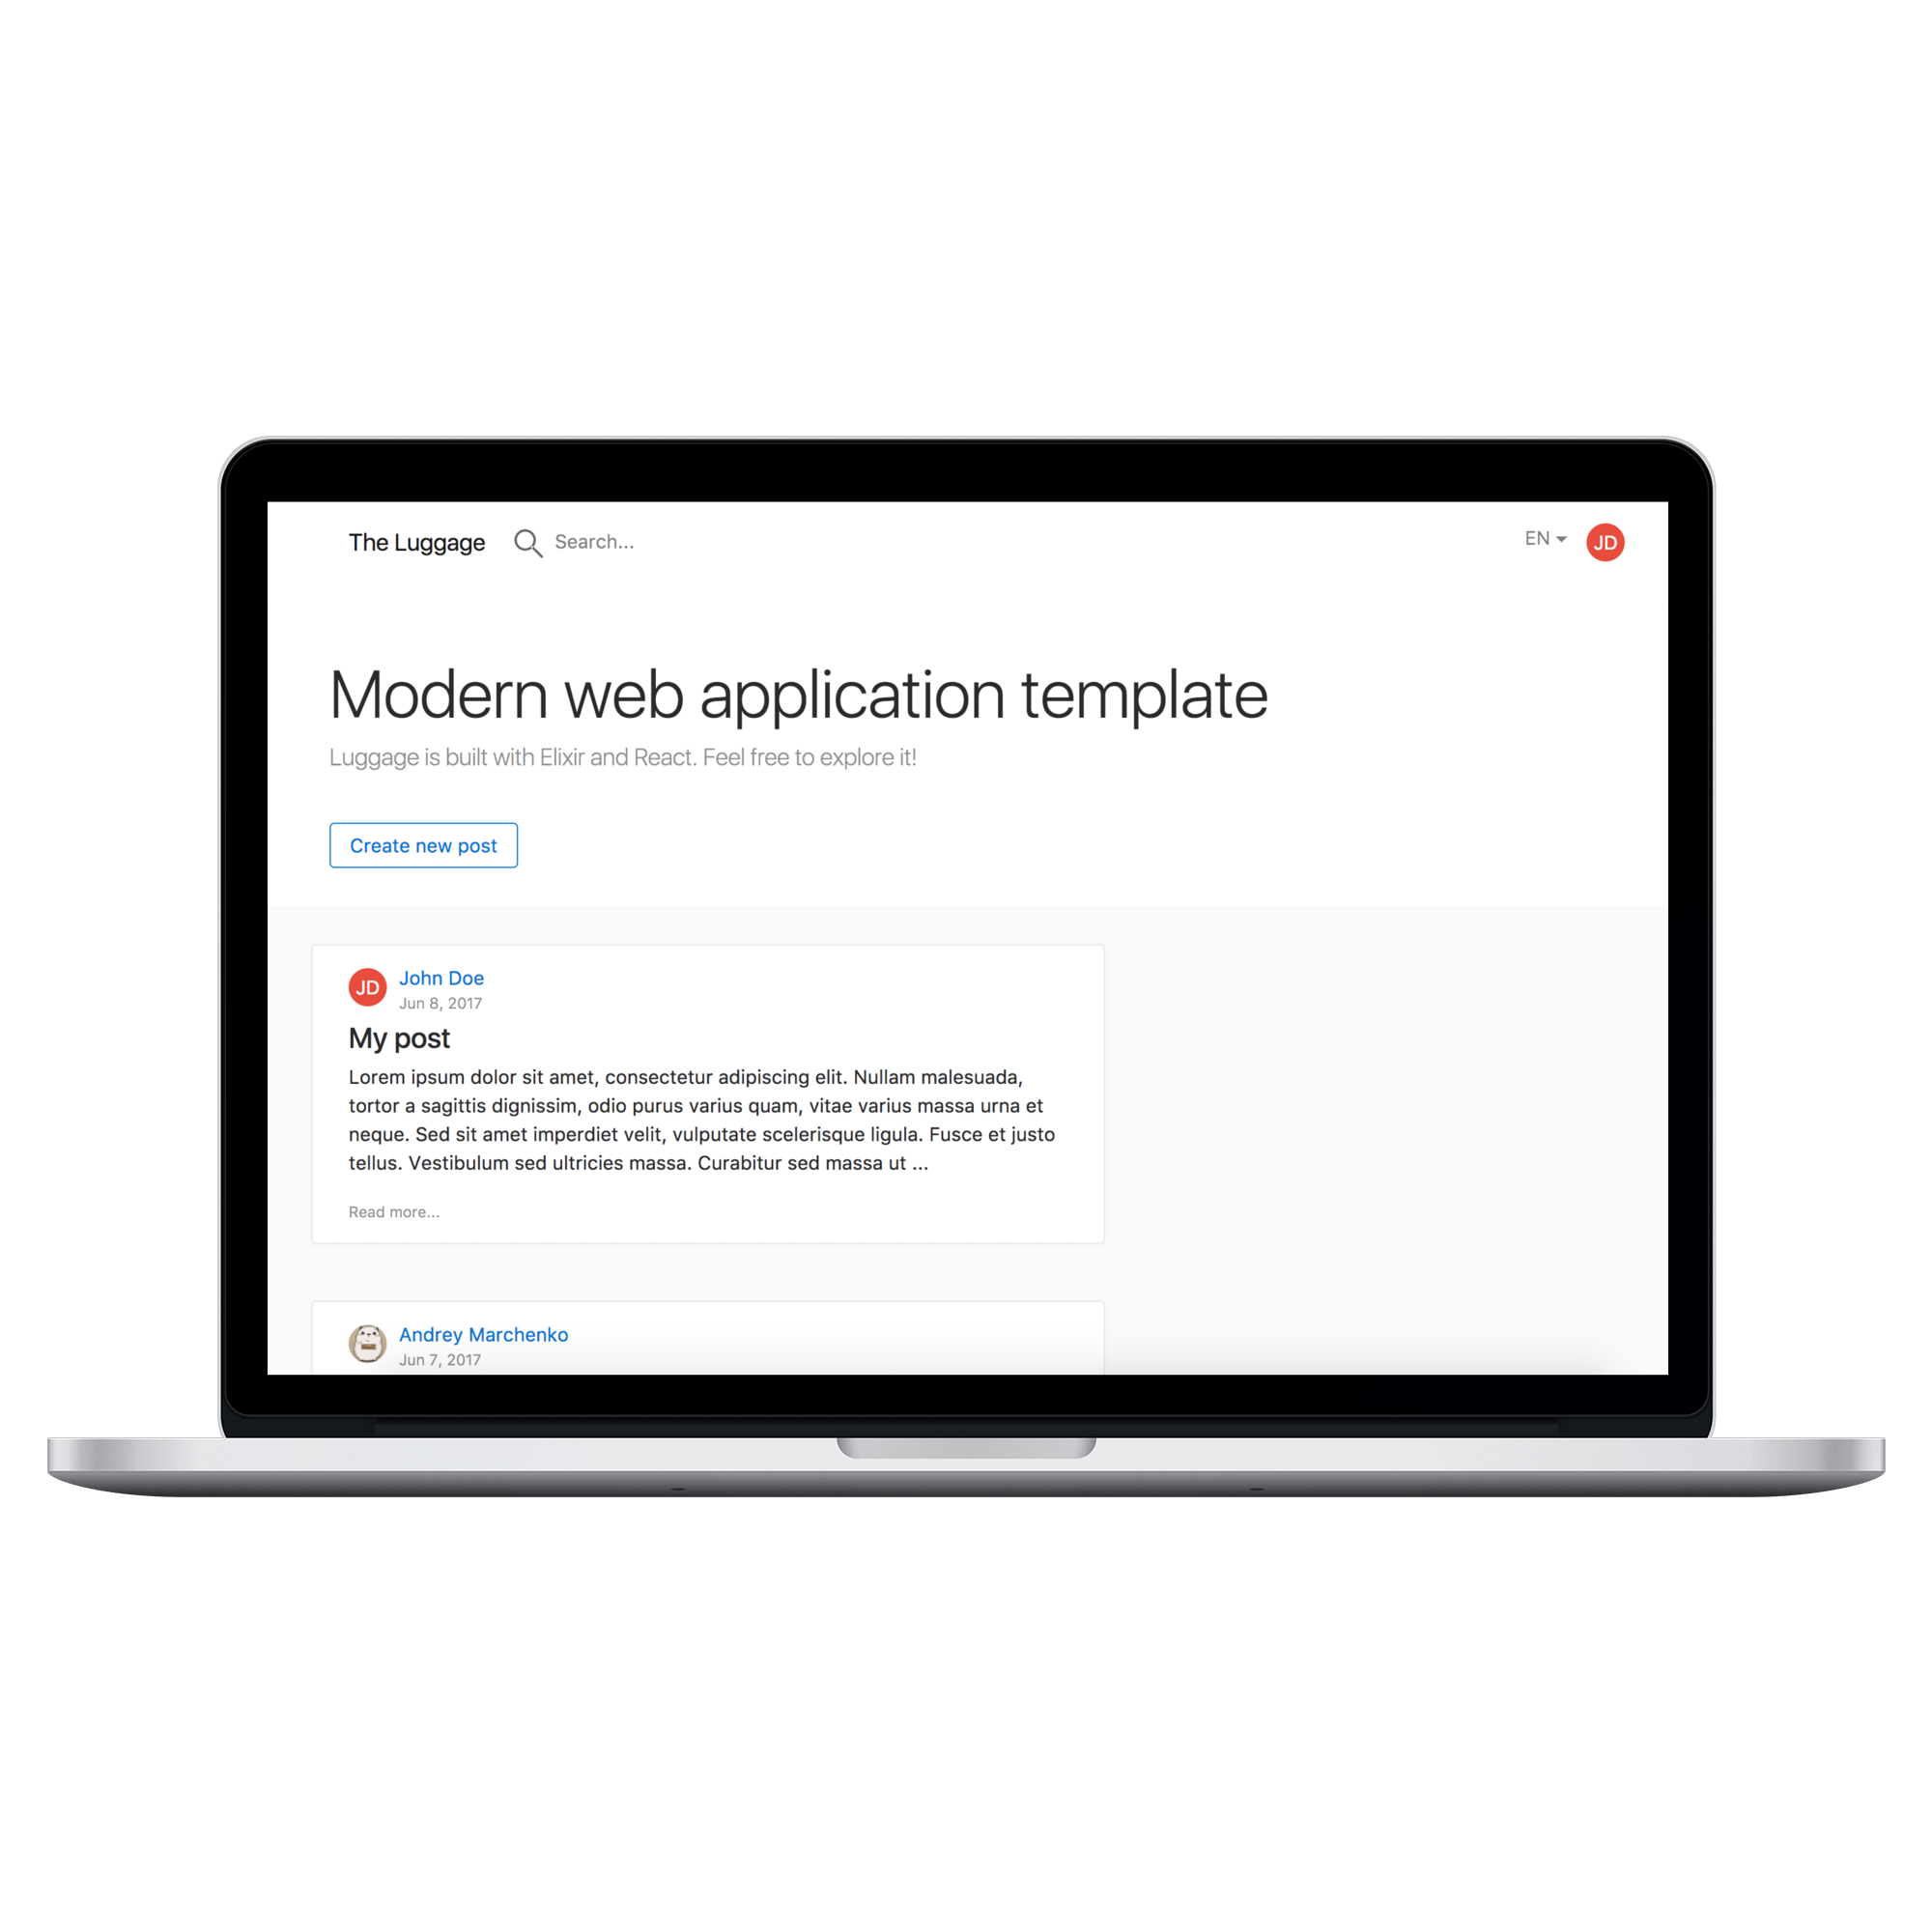 The Luggage Search... EN JD
Modern web application template
Luggage is built with Elixir and React. Feel free to explore it!
Create new post
JD John Doe
Jun 8, 2017
My post
Lorem ipsum dolor sit amet, consectetur adipiscing elit. Nullam malesuada,
tortor a sagittis dignissim, odio purus varius quam, vitae varius massa urna et
neque. Sed sit amet imperdiet velit, vulputate scelerisque ligula. Fusce et justo
tellus. Vestibulum sed ultricies massa. Curabitur sed massa ut ...
Read more...
Andrey Marchenko
Jun 7, 2017